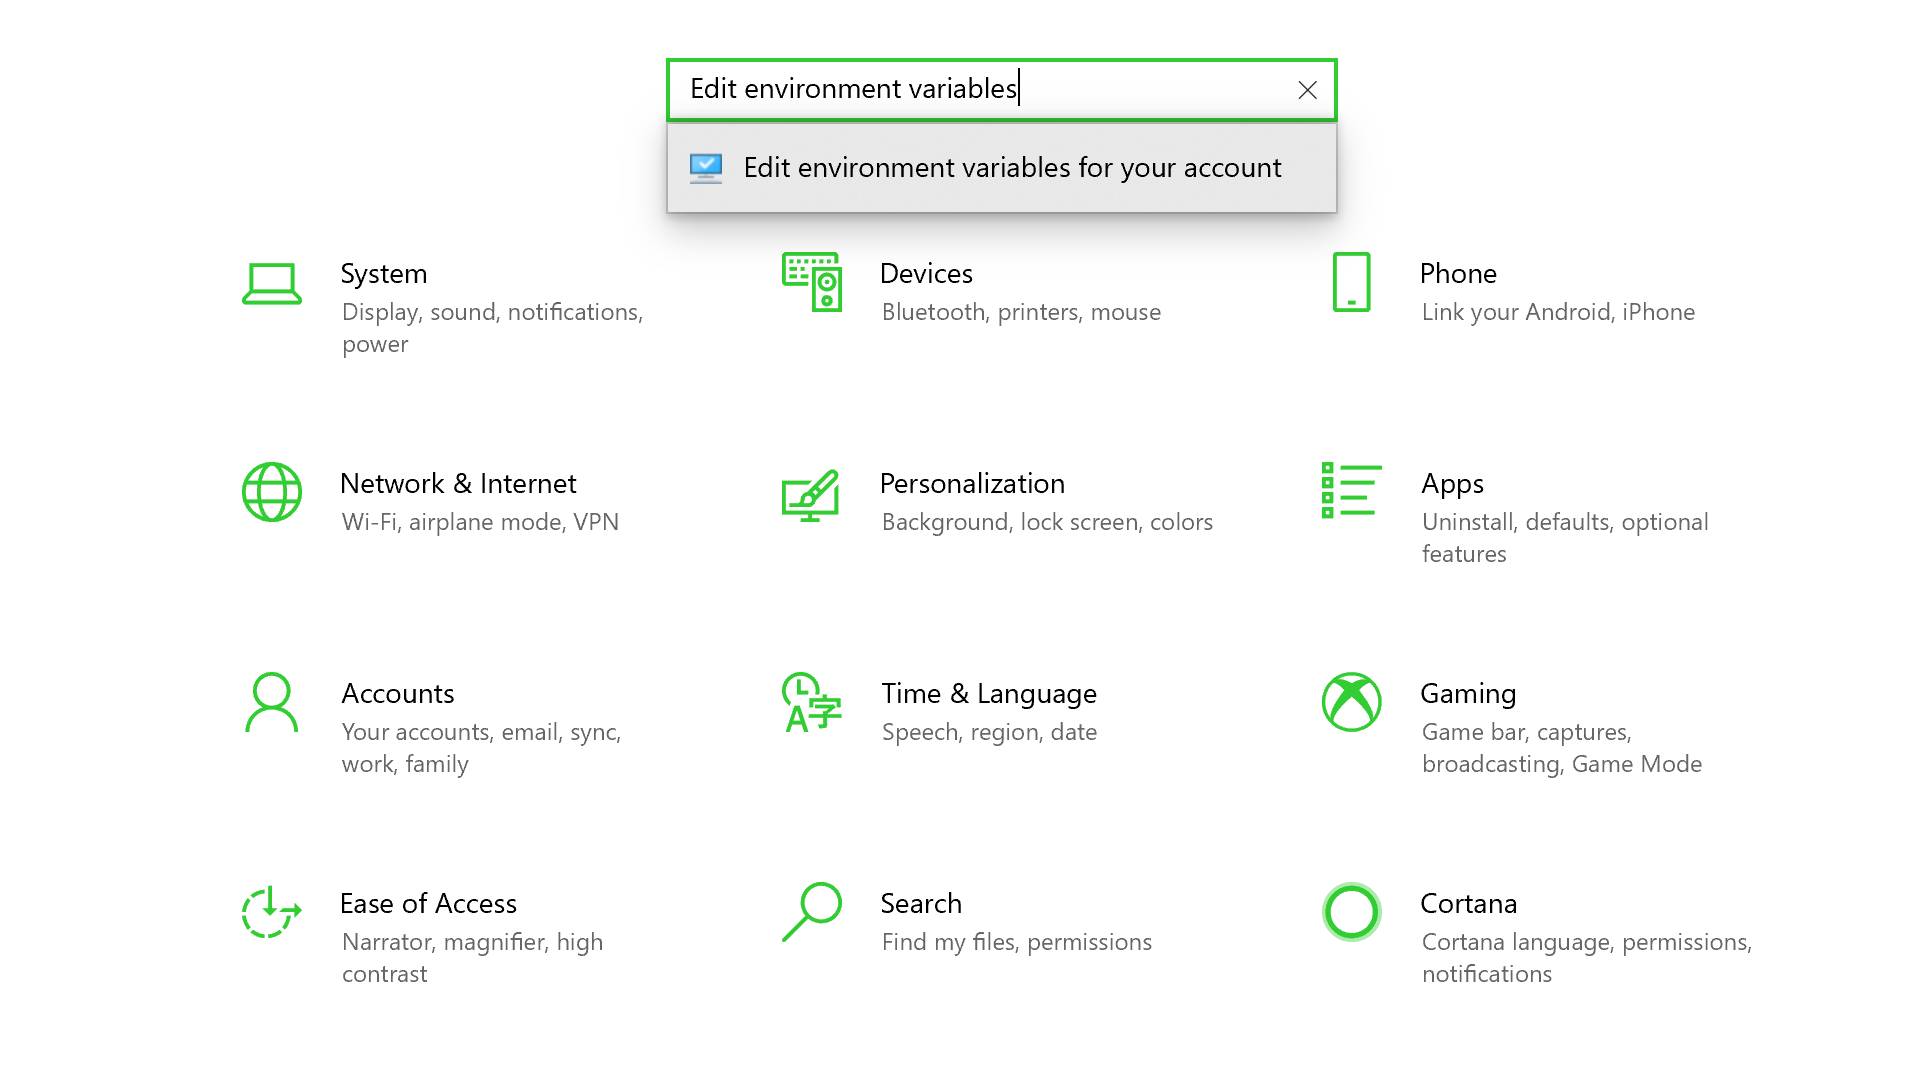 Edit environment variables
Edit environment variables for your account
System
Display, sound, notifications,
power
Devices
Bluetooth, printers, mouse
Phone
Link your Android, iPhone
Network & Internet
Wi-Fi, airplane mode, VPN
Personalization
Background, lock screen, colors
Apps
Uninstall, defaults, optional
features
Accounts
Your accounts, email, sync,
work, family
A字
Time & Language
Speech, region, date
Gaming
Game bar, captures,
broadcasting, Game Mode
Ease of Access
Narrator, magnifier, high
contrast
Search
Find my files, permissions
Cortana
Cortana language, permissions,
notifications